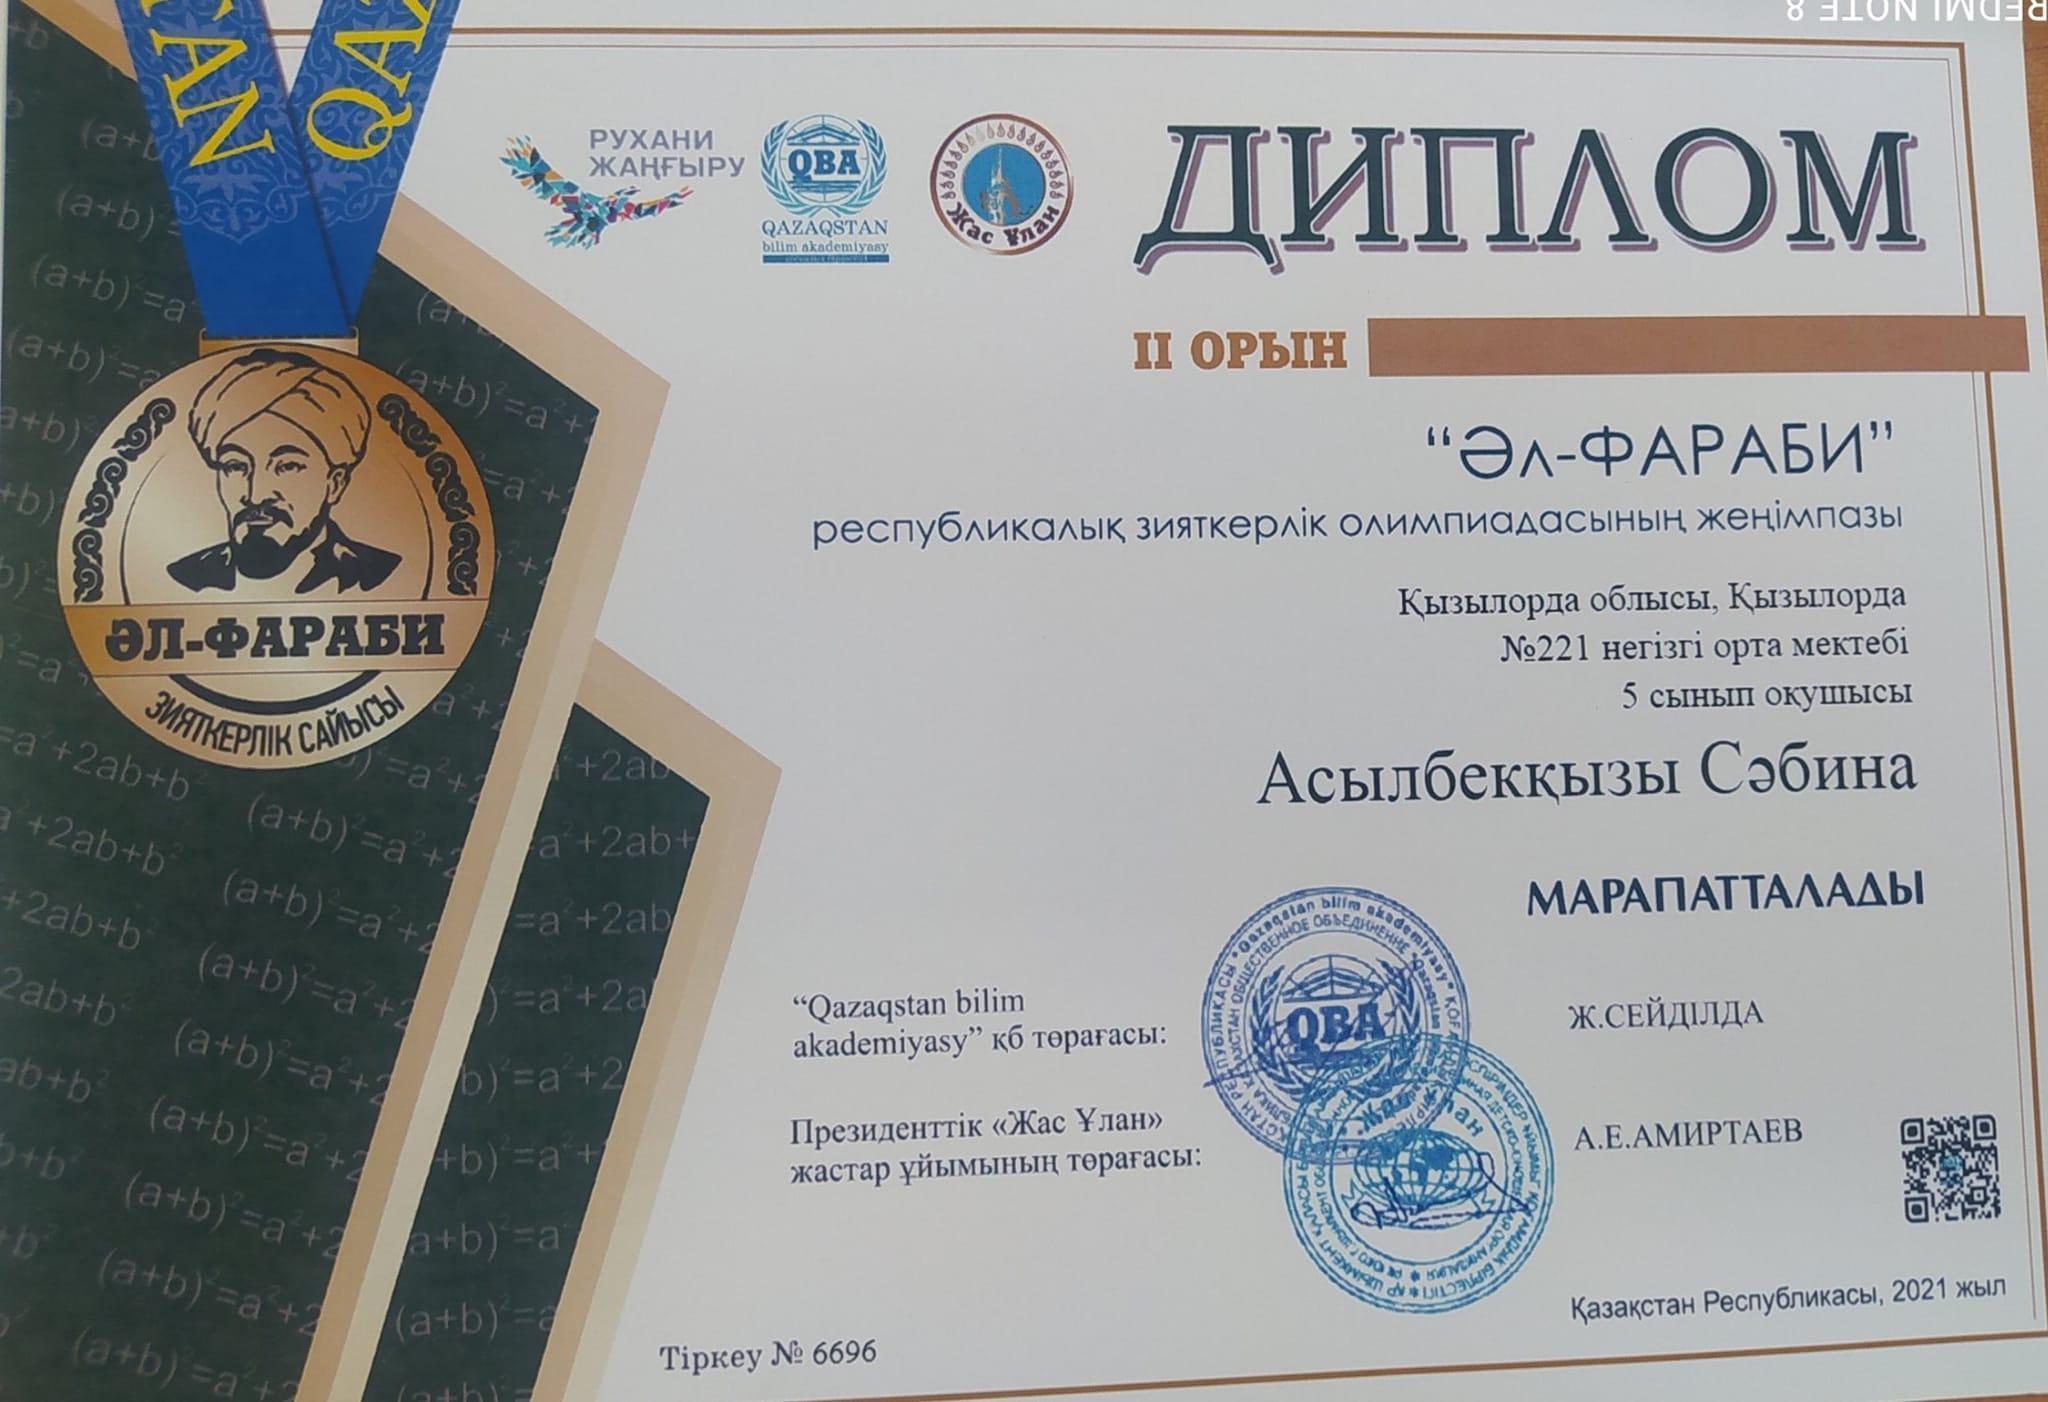 REDMI NOTE 8
QAZ
TAN
РУХАНИ
ЖАҢҒЫРУ
QBA
QAZAQSTAN
bilim akademiyasy
Жас Ұлан
ДИПЛОМ
II ОРЫН
“Әл-ФАРАБИ”
республикалық зияткерлік олимпиадасының жеңімпазы
Қызылорда облысы, Қызылорда
№221 негізгі орта мектебі
5 сынып оқушысы
Асылбекқызы Сәбина
МАРАПАТТАЛАДЫ
ӘЛ-ФАРАБИ
ЗИЯТКЕРЛІК САЙЫСЫ
“Qazaqstan bilim
akademiyasy” қб төрағасы:
Ж.СЕЙДІЛДА
Президенттік «Жас Ұлан»
жастар ұйымының төрағасы:
А.Е.АМИРТАЕВ
QBA
Қазақстан Республикасы, 2021 жыл
Тіркеу № 6696
(a+b)²=a²+2ab+b²